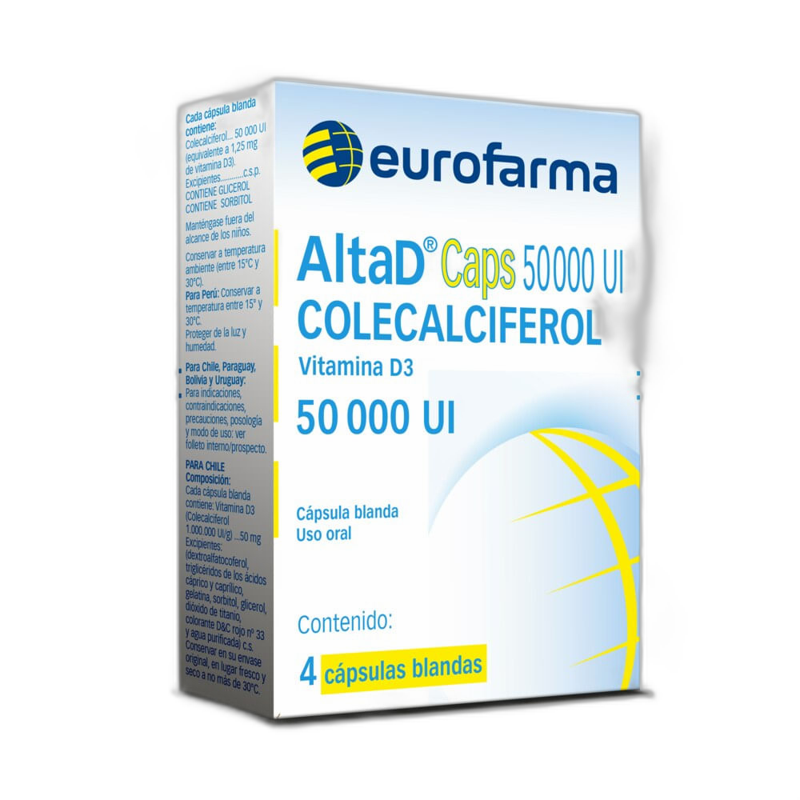 eurofarma
AltaD® Caps 50 000 UI
COLECALCIFEROL
Vitamina D3
50 000 UI
Cápsula blanda
Uso oral
Contenido:
4 cápsulas blandas
Cada cápsula blanda
contiene:
Colecalciferol... 50 000 UI
(equivalente a 1,25 mg
de vitamina D3).
Excipientes...........c.s.p.
CONTIENE GLICEROL
CONTIENE SORBITOL
Manténgase fuera del
alcance de los niños.
Conservar a temperatura
ambiente (entre 15°C y
30°C).
Para Perú: Conservar a
temperatura entre 15° y
30°C.
Proteger de la luz y
humedad.
Para Chile, Paraguay,
Bolivia y Uruguay:
Para indicaciones,
contraindicaciones,
precauciones, posología
y modo de uso: ver
folleto interno/prospecto.
PARA CHILE
Composición:
Cada cápsula blanda
contiene: Vitamina D3
(Colecalciferol
1.000.000 UI/g) ...50 mg
Excipientes:
(dextroalfatocoferol,
triglicéridos de los ácidos
cáprico y caprílico,
gelatina, sorbitol, glicerol,
dióxido de titanio,
colorante D&C rojo nº 33
y agua purificada) c.s.
Conservar en su envase
original, en lugar fresco y
seco a no más de 30°C.